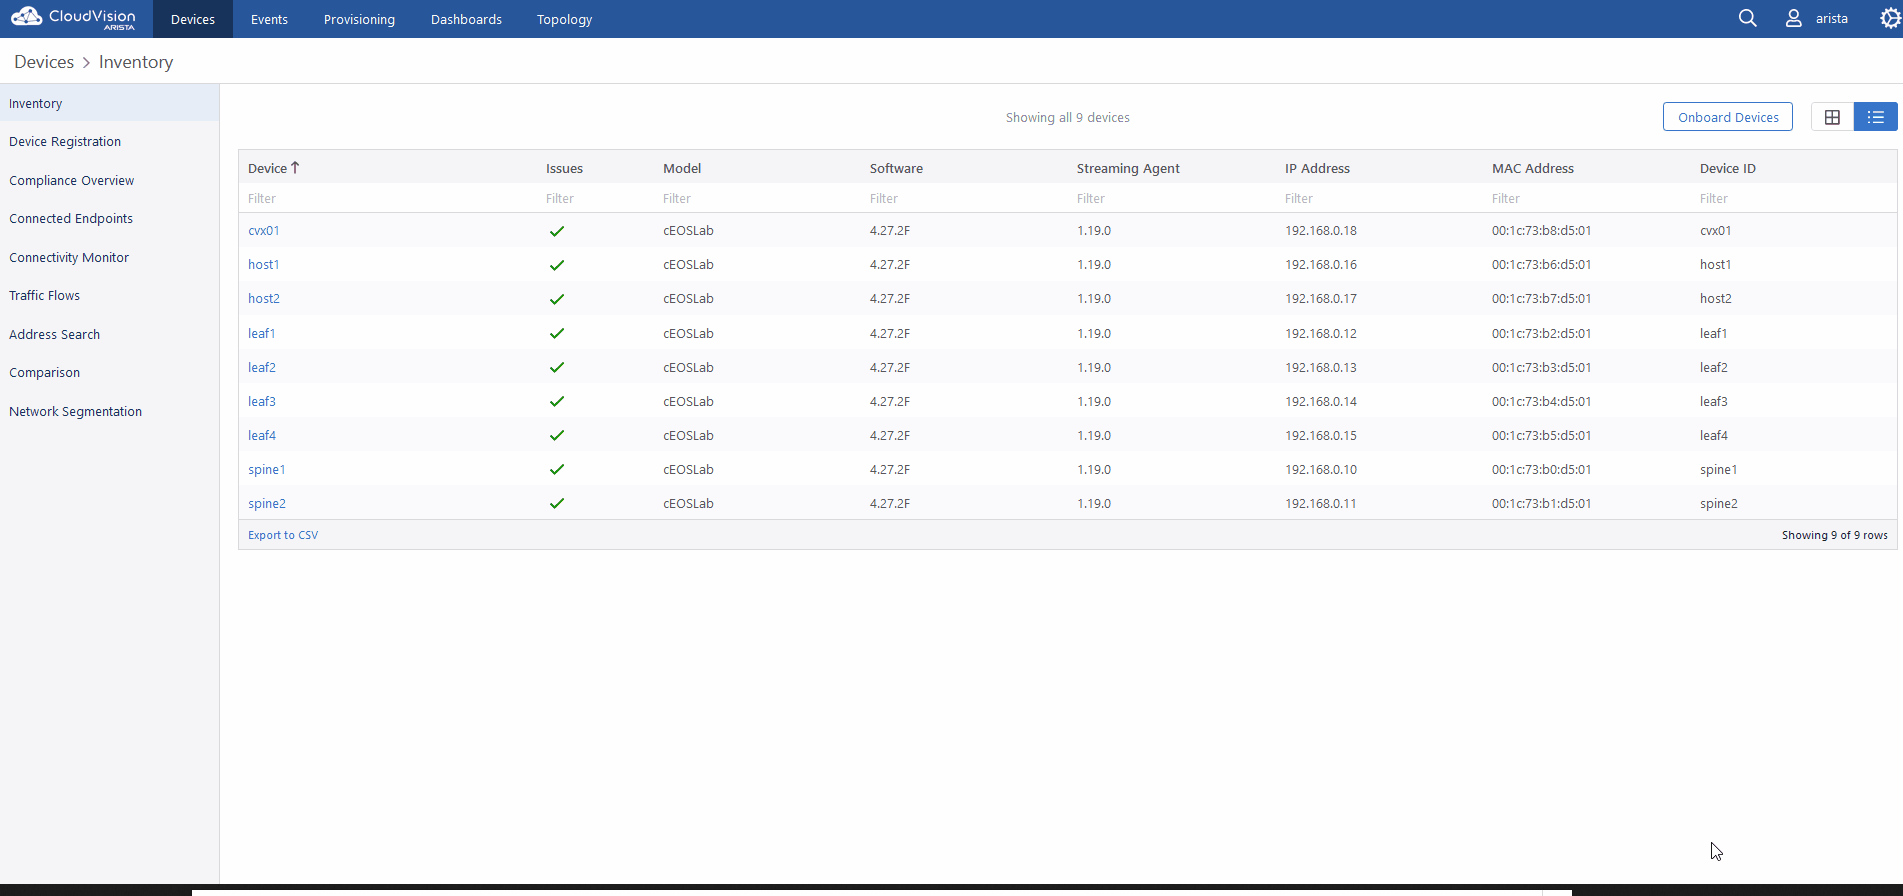 CloudVision
ARISTA
Devices Events Provisioning Dashboards Topology arista
Devices > Inventory
Inventory
Device Registration
Compliance Overview
Connected Endpoints
Connectivity Monitor
Traffic Flows
Address Search
Comparison
Network Segmentation
Showing all 9 devices Onboard Devices
Device ↑ Issues Model Software Streaming Agent IP Address MAC Address Device ID
Filter Filter Filter Filter Filter Filter Filter Filter
cvx01 cEOSLab 4.27.2F 1.19.0 192.168.0.18 00:1c:73:b8:d5:01 cvx01
host1 cEOSLab 4.27.2F 1.19.0 192.168.0.16 00:1c:73:b6:d5:01 host1
host2 cEOSLab 4.27.2F 1.19.0 192.168.0.17 00:1c:73:b7:d5:01 host2
leaf1 cEOSLab 4.27.2F 1.19.0 192.168.0.12 00:1c:73:b2:d5:01 leaf1
leaf2 cEOSLab 4.27.2F 1.19.0 192.168.0.13 00:1c:73:b3:d5:01 leaf2
leaf3 cEOSLab 4.27.2F 1.19.0 192.168.0.14 00:1c:73:b4:d5:01 leaf3
leaf4 cEOSLab 4.27.2F 1.19.0 192.168.0.15 00:1c:73:b5:d5:01 leaf4
spine1 cEOSLab 4.27.2F 1.19.0 192.168.0.10 00:1c:73:b0:d5:01 spine1
spine2 cEOSLab 4.27.2F 1.19.0 192.168.0.11 00:1c:73:b1:d5:01 spine2
Export to CSV Showing 9 of 9 rows